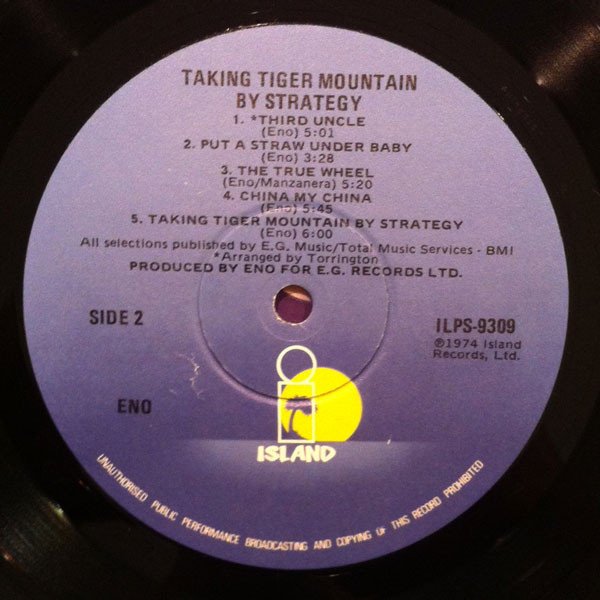 TAKING TIGER MOUNTAIN
BY STRATEGY
1. *THIRD UNCLE
(Eno) 5:01
2. PUT A STRAW UNDER BABY
(Eno) 3:28
3. THE TRUE WHEEL
(Eno/Manzanera) 5:20
4. CHINA MY CHINA
(Eno) 5:45
5. TAKING TIGER MOUNTAIN BY STRATEGY
(Eno) 6:00
All selections published by E.G. Music/Total Music Services - BMI
*Arranged by Torrington
PRODUCED BY ENO FOR E.G. RECORDS LTD.
SIDE 2
ILPS-9309
℗1974 Island
Records, Ltd.
ENO
ISLAND
UNAUTHORISED PUBLIC PERFORMANCE BROADCASTING AND COPYING OF THIS RECORD PROHIBITED